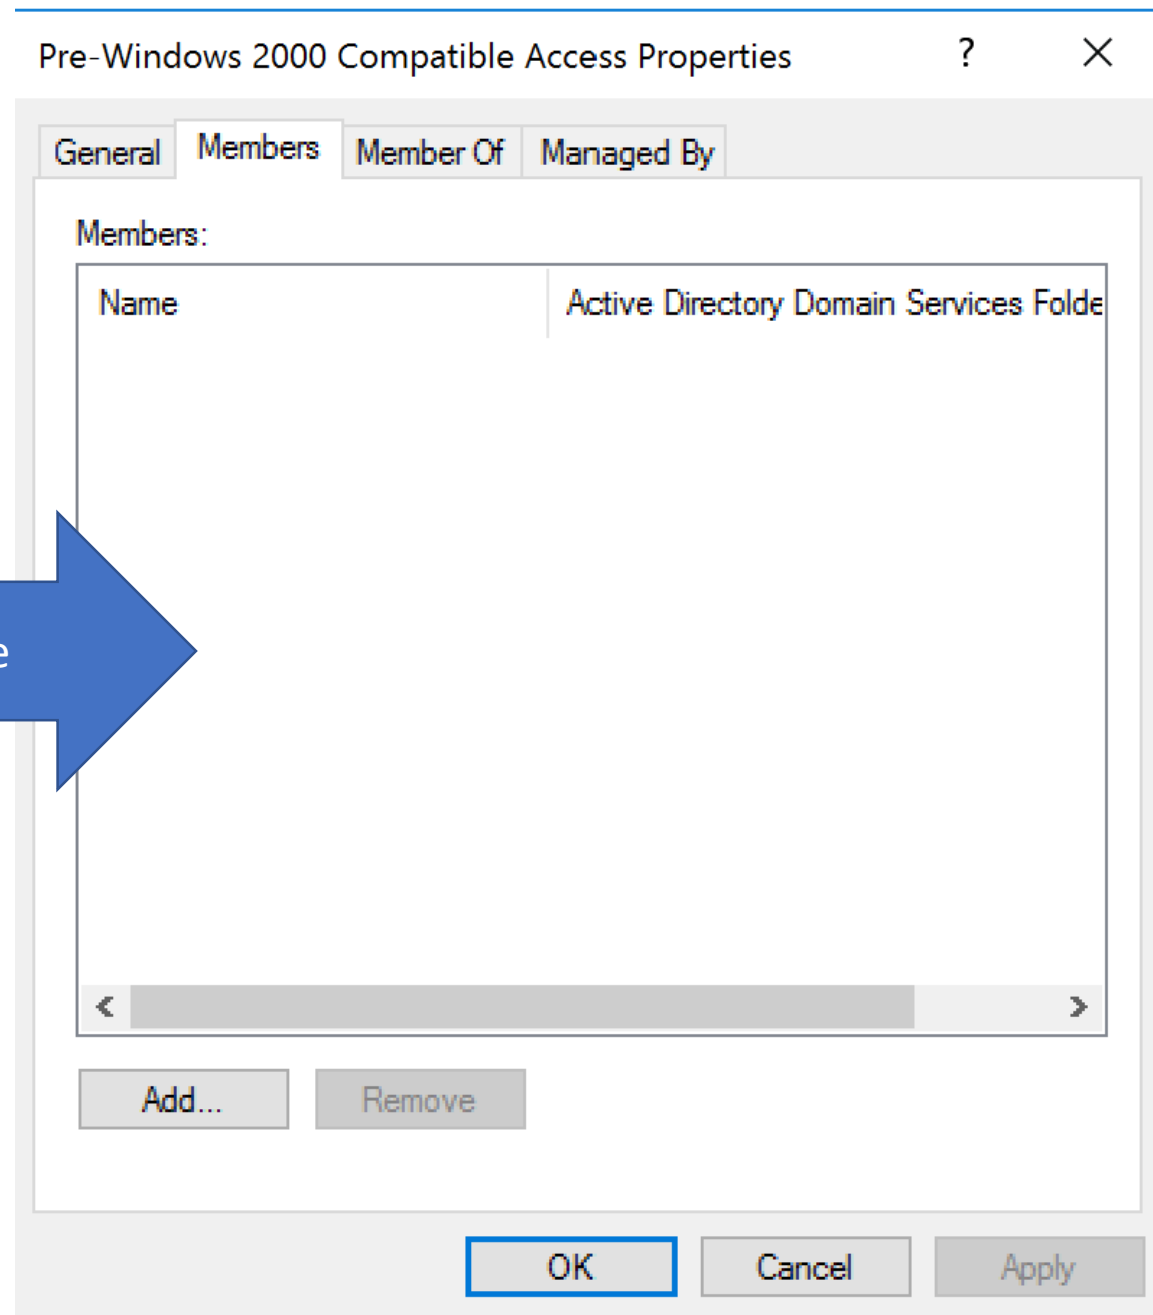 Pre-Windows 2000 Compatible Access Properties
General Members Member Of Managed By
Members:
Name Active Directory Domain Services Folde
Add... Remove
OK Cancel Apply